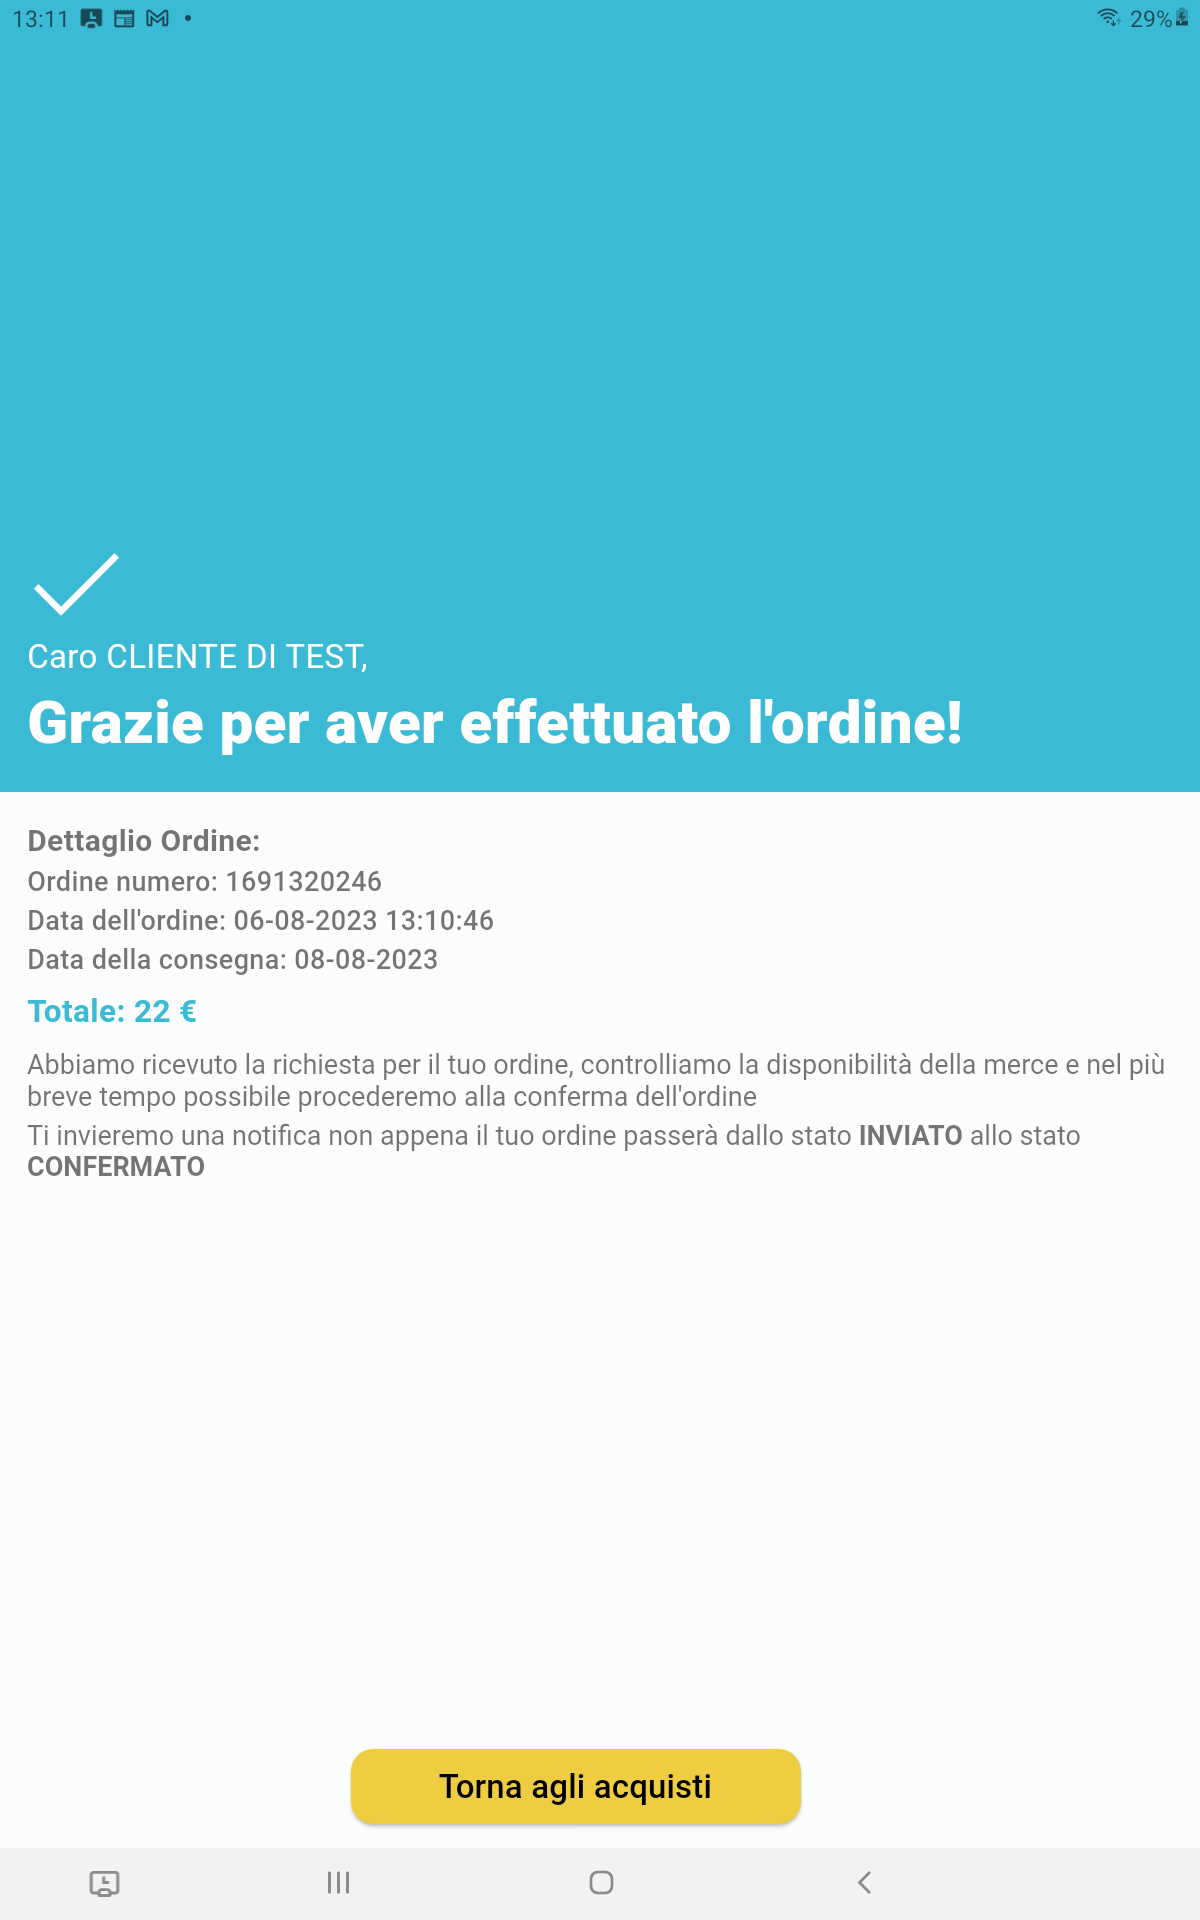 13:11
29%
Caro CLIENTE DI TEST,
Grazie per aver effettuato l'ordine!
Dettaglio Ordine:
Ordine numero: 1691320246
Data dell'ordine: 06-08-2023 13:10:46
Data della consegna: 08-08-2023
Totale: 22 €
Abbiamo ricevuto la richiesta per il tuo ordine, controlliamo la disponibilità della merce e nel più
breve tempo possibile procederemo alla conferma dell'ordine
Ti invieremo una notifica non appena il tuo ordine passerà dallo stato INVIATO allo stato
CONFERMATO
Torna agli acquisti